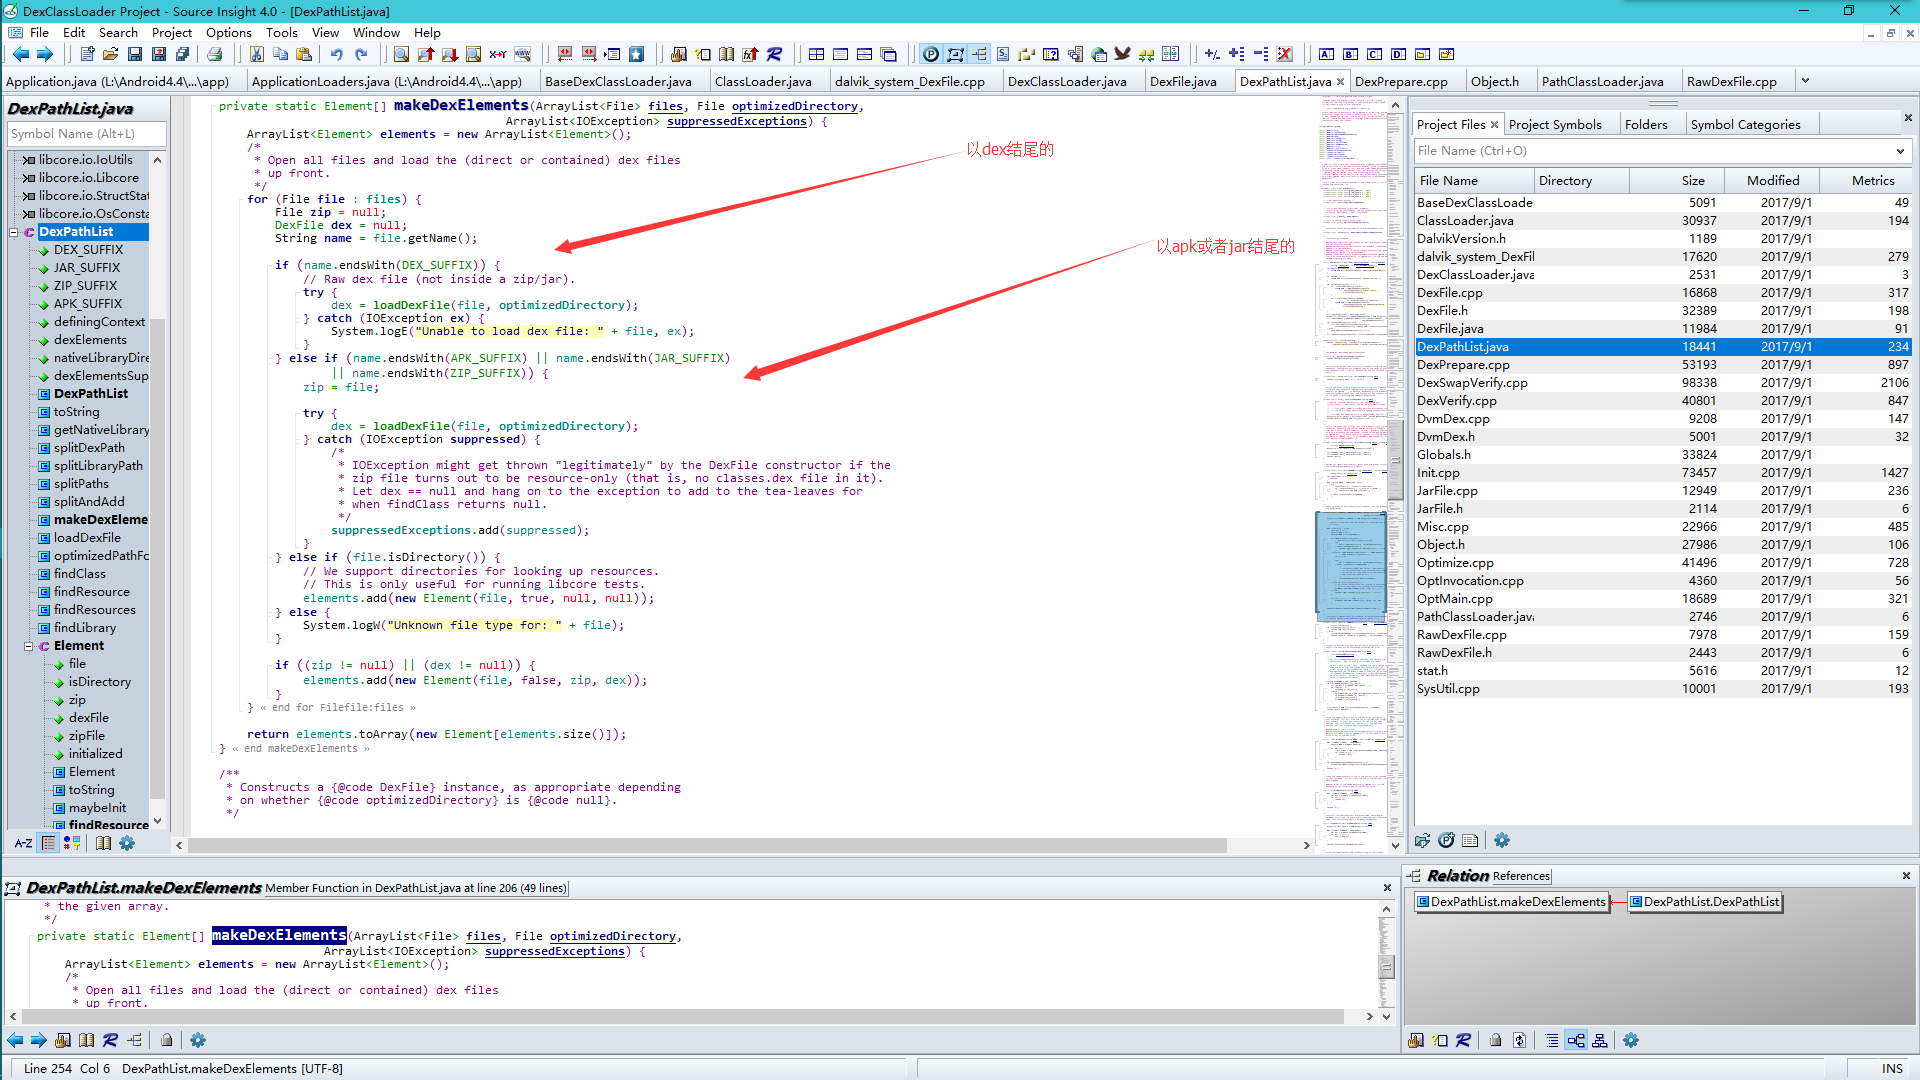 DexClassLoader Project - Source Insight 4.0 - [DexPathList.java]
File Edit Search Project Options Tools View Window Help
Application.java (L:\Android4.4\...\app) ApplicationLoaders.java (L:\Android4.4\...\app) BaseDexClassLoader.java ClassLoader.java dalvik_system_DexFile.cpp DexClassLoader.java DexFile.java DexPathList.java DexPrepare.cpp Object.h PathClassLoader.java RawDexFile.cpp
DexPathList.java
Symbol Name (Alt+L)
libcore.io.IoUtils
libcore.io.Libcore
libcore.io.StructStat
libcore.io.OsConsta
DexPathList
DEX_SUFFIX
JAR_SUFFIX
ZIP_SUFFIX
APK_SUFFIX
definingContext
dexElements
nativeLibraryDire
dexElementsSup
DexPathList
toString
getNativeLibrary
splitDexPath
splitLibraryPath
splitPaths
splitAndAdd
makeDexEleme
loadDexFile
optimizedPathFo
findClass
findResource
findResources
findLibrary
Element
file
isDirectory
zip
dexFile
zipFile
initialized
Element
toString
maybeInit
findResource
A-Z
private static Element[] makeDexElements(ArrayList<File> files, File optimizedDirectory,
ArrayList<IOException> suppressedExceptions) {
ArrayList<Element> elements = new ArrayList<Element>();
/*
* Open all files and load the (direct or contained) dex files
* up front.
*/
for (File file : files) {
File zip = null;
DexFile dex = null;
String name = file.getName();
if (name.endsWith(DEX_SUFFIX)) {
// Raw dex file (not inside a zip/jar).
try {
dex = loadDexFile(file, optimizedDirectory);
} catch (IOException ex) {
System.logE("Unable to load dex file: " + file, ex);
}
} else if (name.endsWith(APK_SUFFIX) || name.endsWith(JAR_SUFFIX)
|| name.endsWith(ZIP_SUFFIX)) {
zip = file;
try {
dex = loadDexFile(file, optimizedDirectory);
} catch (IOException suppressed) {
/*
* IOException might get thrown "legitimately" by the DexFile constructor if the
* zip file turns out to be resource-only (that is, no classes.dex file in it).
* Let dex == null and hang on to the exception to add to the tea-leaves for
* when findClass returns null.
*/
suppressedExceptions.add(suppressed);
}
} else if (file.isDirectory()) {
// We support directories for looking up resources.
// This is only useful for running libcore tests.
elements.add(new Element(file, true, null, null));
} else {
System.logW("Unknown file type for: " + file);
}
if ((zip != null) || (dex != null)) {
elements.add(new Element(file, false, zip, dex));
}
} « end for Filefile:files »
return elements.toArray(new Element[elements.size()]);
} « end makeDexElements »
/**
* Constructs a {@code DexFile} instance, as appropriate depending
* on whether {@code optimizedDirectory} is {@code null}.
*/
以dex结尾的
以apk或者jar结尾的
Project Files Project Symbols Folders Symbol Categories
File Name (Ctrl+O)
File Name Directory Size Modified Metrics
BaseDexClassLoade 5091 2017/9/1 49
ClassLoader.java 30937 2017/9/1 194
DalvikVersion.h 1189 2017/9/1
dalvik_system_DexFil 17620 2017/9/1 279
DexClassLoader.java 2531 2017/9/1 3
DexFile.cpp 16868 2017/9/1 317
DexFile.h 32389 2017/9/1 198
DexFile.java 11984 2017/9/1 91
DexPathList.java 18441 2017/9/1 234
DexPrepare.cpp 53193 2017/9/1 897
DexSwapVerify.cpp 98338 2017/9/1 2106
DexVerify.cpp 40801 2017/9/1 847
DvmDex.cpp 9208 2017/9/1 147
DvmDex.h 5001 2017/9/1 32
Globals.h 33824 2017/9/1
Init.cpp 73457 2017/9/1 1427
JarFile.cpp 12949 2017/9/1 236
JarFile.h 2114 2017/9/1 6
Misc.cpp 22966 2017/9/1 485
Object.h 27986 2017/9/1 106
Optimize.cpp 41496 2017/9/1 728
OptInvocation.cpp 4360 2017/9/1 56
OptMain.cpp 18689 2017/9/1 321
PathClassLoader.java 2746 2017/9/1 6
RawDexFile.cpp 7978 2017/9/1 159
RawDexFile.h 2443 2017/9/1 6
stat.h 5616 2017/9/1 12
SysUtil.cpp 10001 2017/9/1 193
DexPathList.makeDexElements Member Function in DexPathList.java at line 206 (49 lines)
* the given array.
*/
private static Element[] makeDexElements(ArrayList<File> files, File optimizedDirectory,
ArrayList<IOException> suppressedExceptions) {
ArrayList<Element> elements = new ArrayList<Element>();
/*
* Open all files and load the (direct or contained) dex files
* up front.
Relation References
DexPathList.makeDexElements DexPathList.DexPathList
Line 254 Col 6 DexPathList.makeDexElements [UTF-8] INS